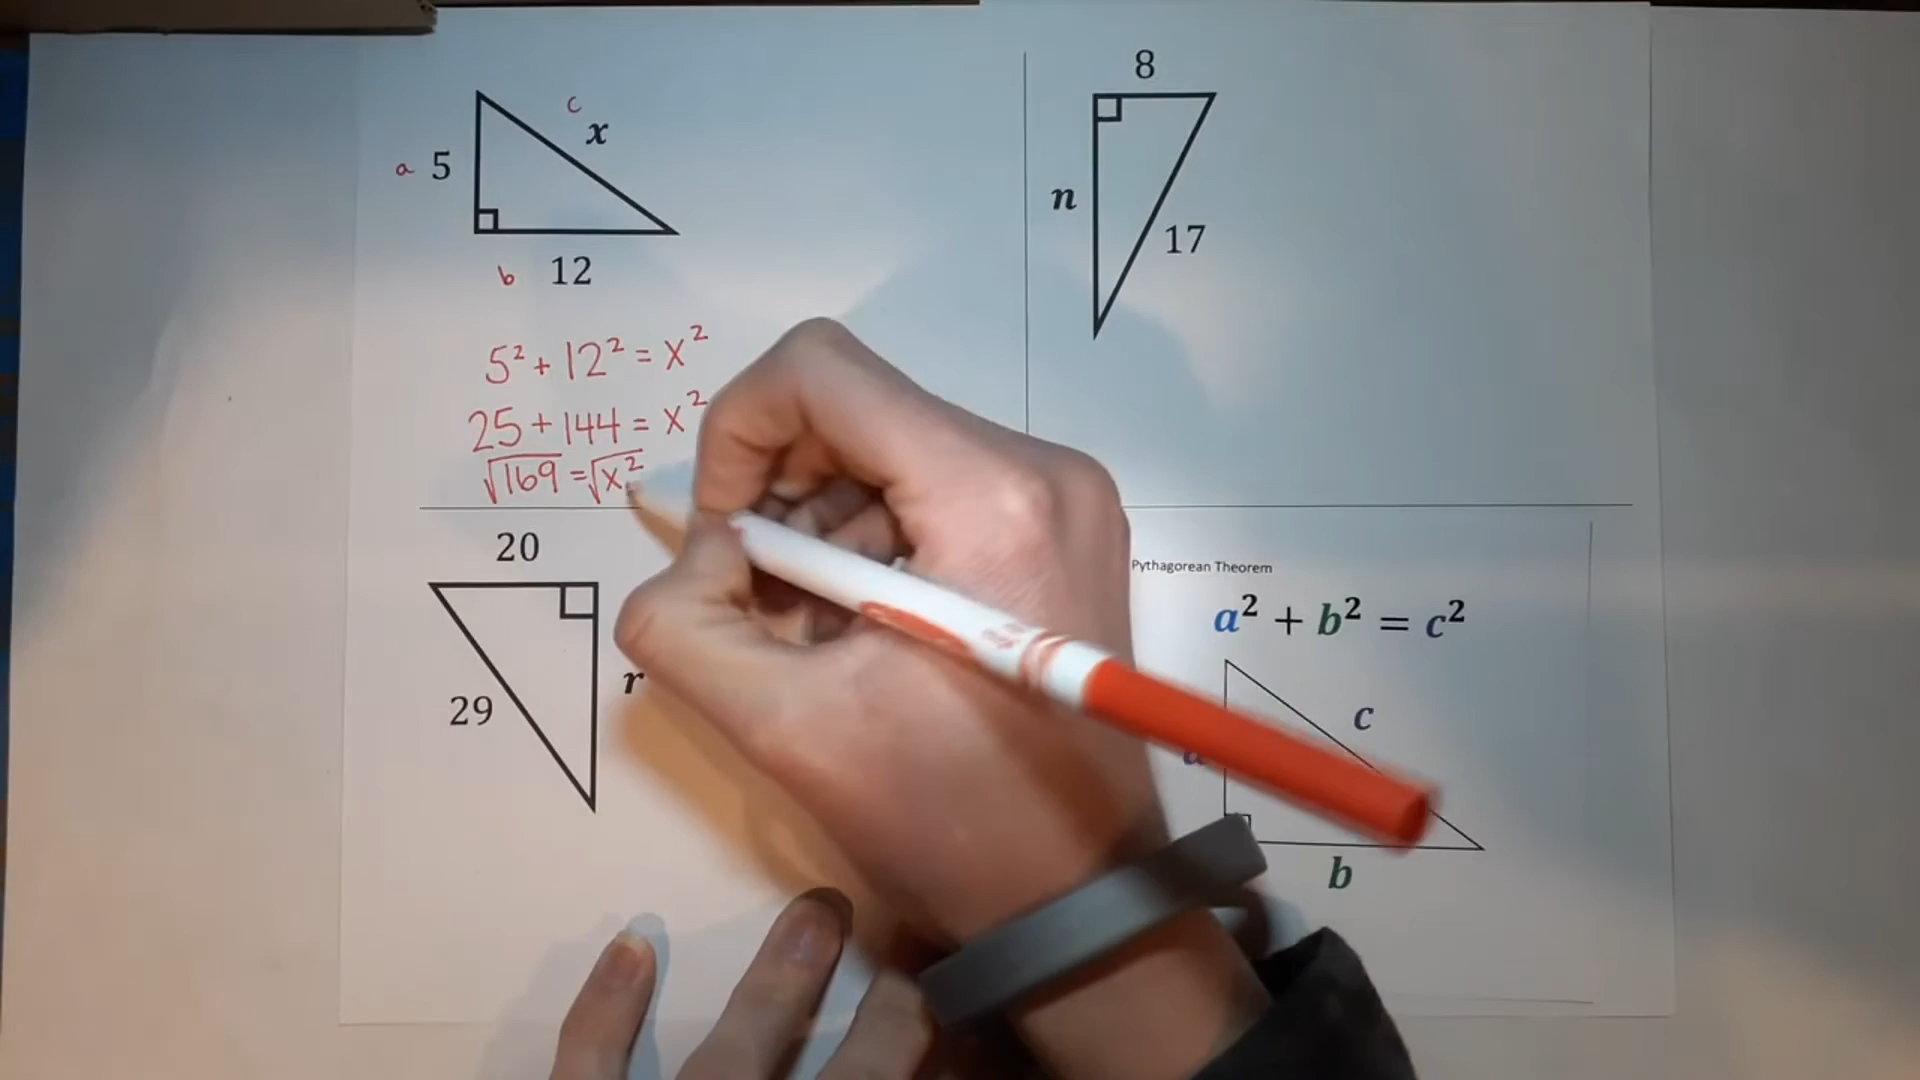 c
x
a 5
b 12
5² + 12² = x²
25 + 144 = x²
√169 = √x²
8
n
17
20
29
r
Pythagorean Theorem
a² + b² = c²
c
a
b